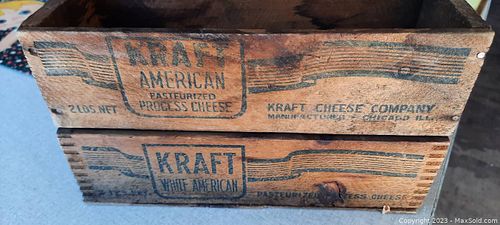 KRAFT
AMERICAN
PASTEURIZED
PROCESS CHEESE
2 LBS. NET
KRAFT CHEESE COMPANY
CHICAGO ILL.
KRAFT
WHITE AMERICAN
PASTEURIZED PROCESS CHEESE
Copyright 2023 - MaxSold.com